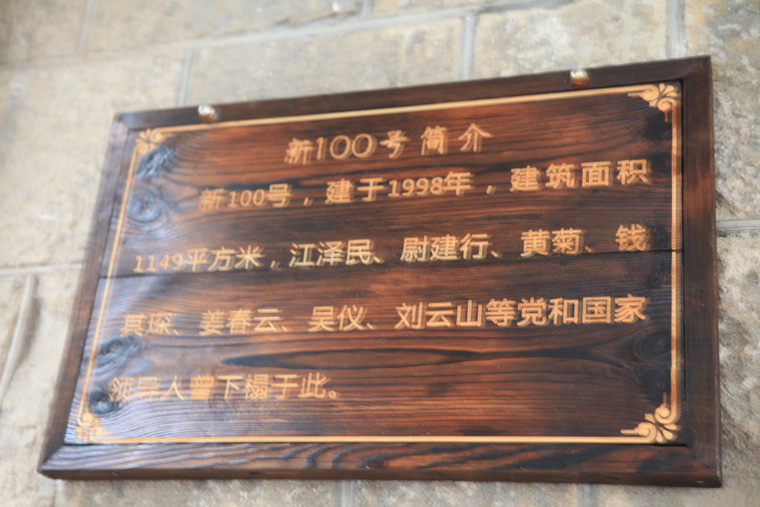 新100号简介
新100号，建于1998年，建筑面积
1149平方米，江泽民、尉建行、黄菊、钱
其琛、姜春云、吴仪、刘云山等党和国家
领导人曾下榻于此。